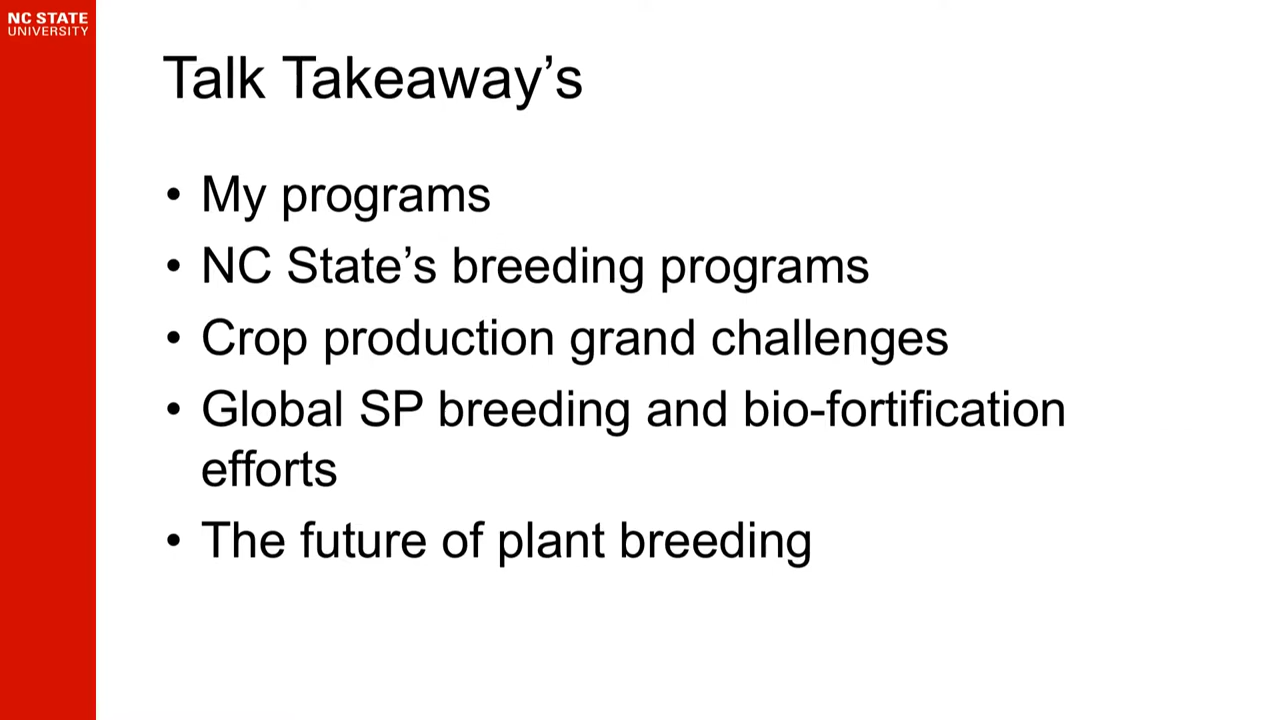 NC STATE
UNIVERSITY
Talk Takeaway’s
• My programs
• NC State’s breeding programs
• Crop production grand challenges
• Global SP breeding and bio-fortification
efforts
• The future of plant breeding